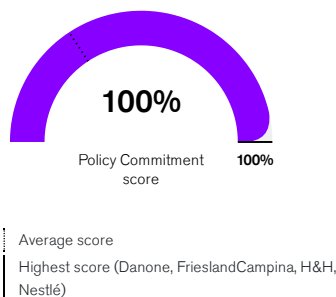 100%
Policy Commitment
score
100%
Average score
Highest score (Danone, FrieslandCampina, H&H,
Nestlé)